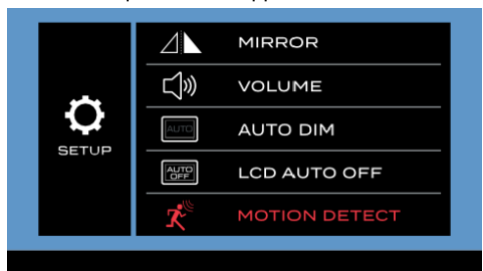 MIRROR
VOLUME
AUTO
AUTO DIM
SETUP
AUTO
OFF
LCD AUTO OFF
MOTION DETECT